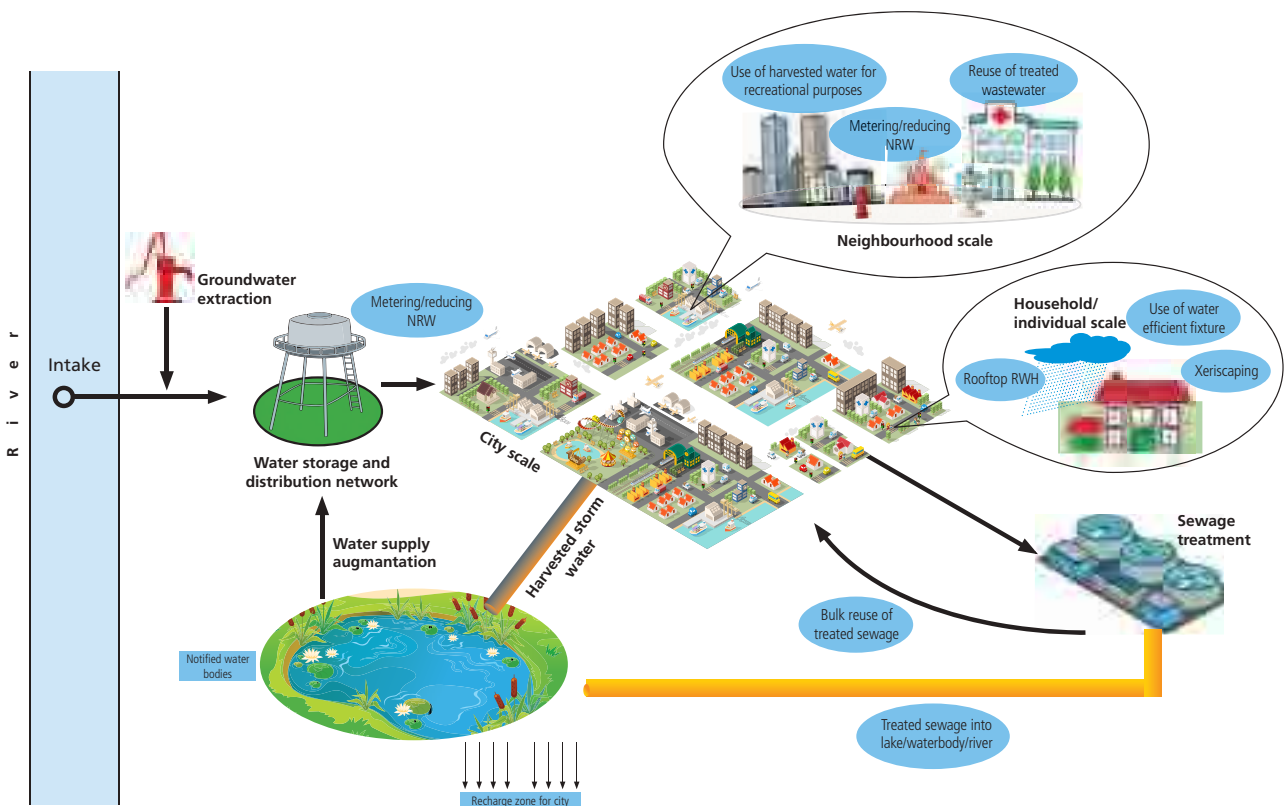 Use of harvested water for
recreational purposes
Reuse of treated
wastewater
Metering/reducing
NRW
Neighbourhood scale
Groundwater
extraction
Metering/reducing
NRW
Household/
individual scale
Use of water
efficient fixture
Rooftop RWH
Xeriscaping
River
Intake
City scale
Water storage and
distribution network
Harvested storm
water
Sewage
treatment
Water supply
augmantation
Bulk reuse of
treated sewage
Notified water
bodies
Treated sewage into
lake/waterbody/river
Recharge zone for city